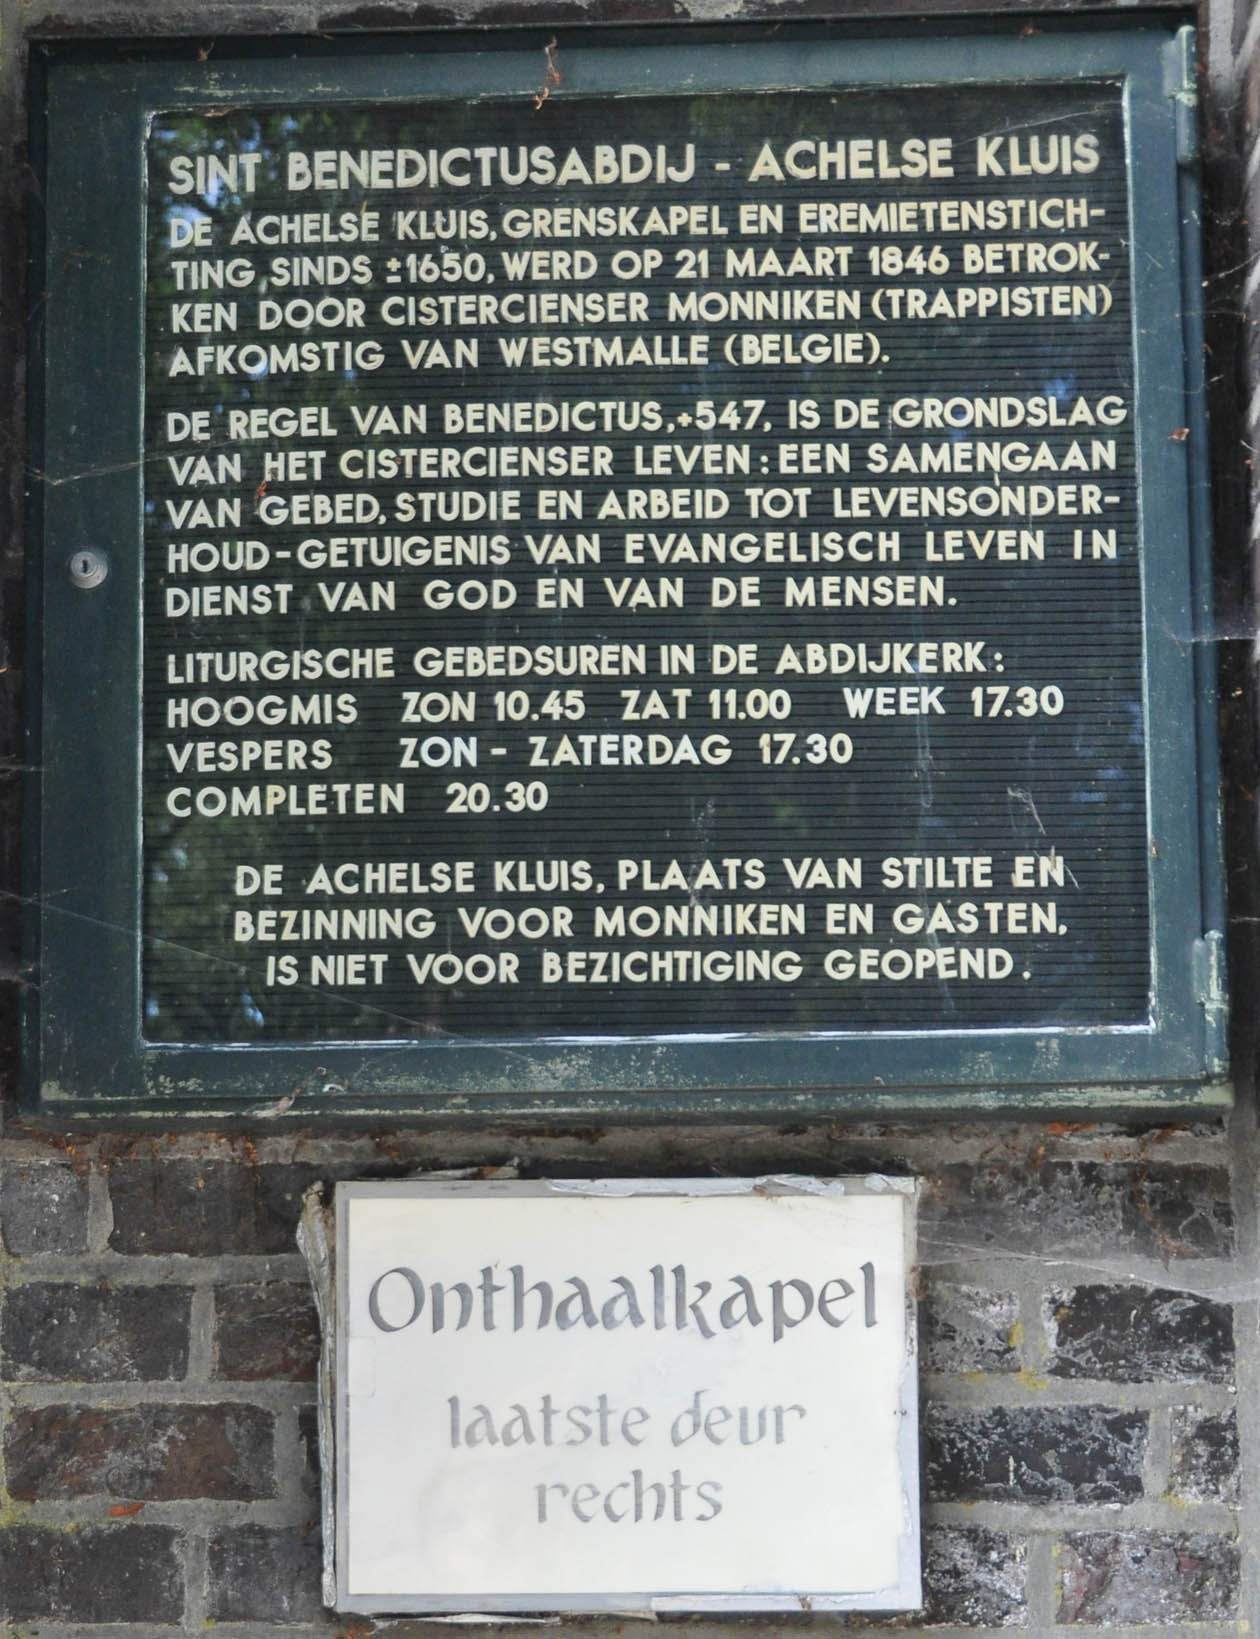 SINT BENEDICTUSABDIJ - ACHELSE KLUIS
DE ACHELSE KLUIS, GRENSKAPEL EN EREMIETENSTICH-
TING SINDS ±1650, WERD OP 21 MAART 1846 BETROK-
KEN DOOR CISTERCIENSER MONNIKEN (TRAPPISTEN)
AFKOMSTIG VAN WESTMALLE (BELGIE).
DE REGEL VAN BENEDICTUS, +547, IS DE GRONDSLAG
VAN HET CISTERCIENSER LEVEN : EEN SAMENGAAN
VAN GEBED, STUDIE EN ARBEID TOT LEVENSONDER-
HOUD - GETUIGENIS VAN EVANGELISCH LEVEN IN
DIENST VAN GOD EN VAN DE MENSEN.
LITURGISCHE GEBEDSUREN IN DE ABDIJKERK :
HOOGMIS ZON 10.45 ZAT 11.00 WEEK 17.30
VESPERS ZON - ZATERDAG 17.30
COMPLETEN 20.30
DE ACHELSE KLUIS, PLAATS VAN STILTE EN
BEZINNING VOOR MONNIKEN EN GASTEN,
IS NIET VOOR BEZICHTIGING GEOPEND.
Onthaalkapel
laatste deur
rechts